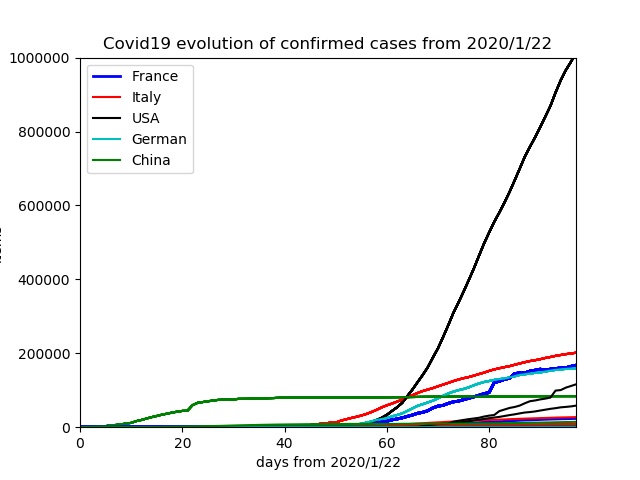 Covid19 evolution of confirmed cases from 2020/1/22
1000000
800000
600000
400000
200000
0
France
Italy
USA
German
China
0 20 40 60 80
days from 2020/1/22